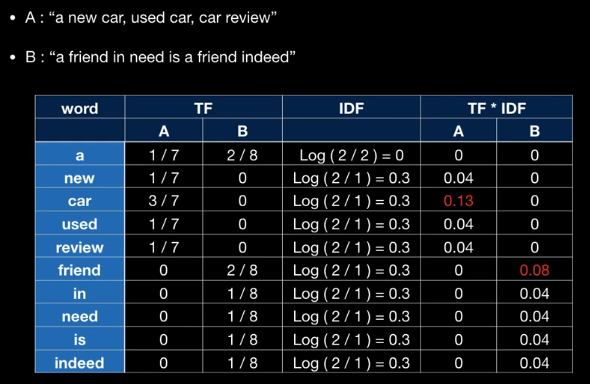 • A : “a new car, used car, car review”
• B : “a friend in need is a friend indeed”
word TF IDF TF * IDF
A B A B
a 1 / 7 2 / 8 Log ( 2 / 2 ) = 0 0 0
new 1 / 7 0 Log ( 2 / 1 ) = 0.3 0.04 0
car 3 / 7 0 Log ( 2 / 1 ) = 0.3 0.13 0
used 1 / 7 0 Log ( 2 / 1 ) = 0.3 0.04 0
review 1 / 7 0 Log ( 2 / 1 ) = 0.3 0.04 0
friend 0 2 / 8 Log ( 2 / 1 ) = 0.3 0 0.08
in 0 1 / 8 Log ( 2 / 1 ) = 0.3 0 0.04
need 0 1 / 8 Log ( 2 / 1 ) = 0.3 0 0.04
is 0 1 / 8 Log ( 2 / 1 ) = 0.3 0 0.04
indeed 0 1 / 8 Log ( 2 / 1 ) = 0.3 0 0.04